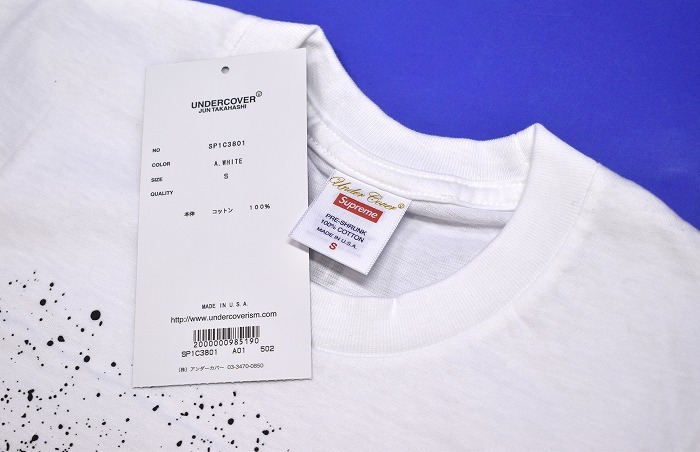 UNDERCOVER
JUN TAKAHASHI
NO SP1C3801
COLOR A.WHITE
SIZE S
QUALITY
本体 コットン 100%
MADE IN U.S.A.
http://www.undercoverism.com
2000000985190
SP1C3801 A01 502
(株) アンダーカバー 03-3470-0850
Under Cover
Supreme
PRE-SHRUNK
100% COTTON
MADE IN U.S.A.
S